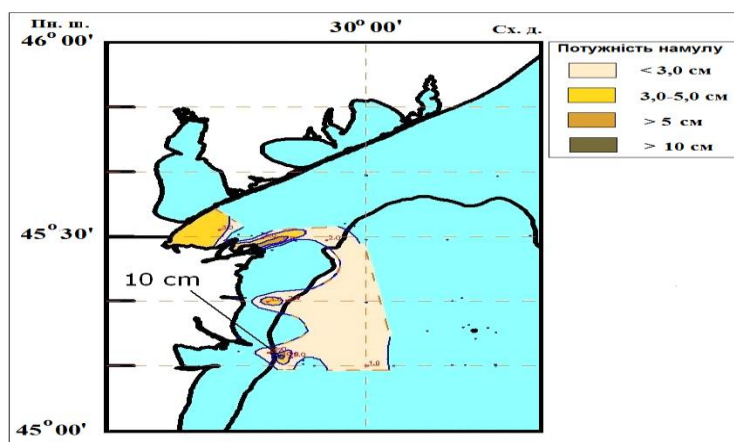 Пн. ш.
30° 00'
Сх. д.
46° 00'
Потужність намулу
< 3,0 см
3,0-5,0 см
> 5 см
> 10 см
45° 30'
10 cm
45° 00'